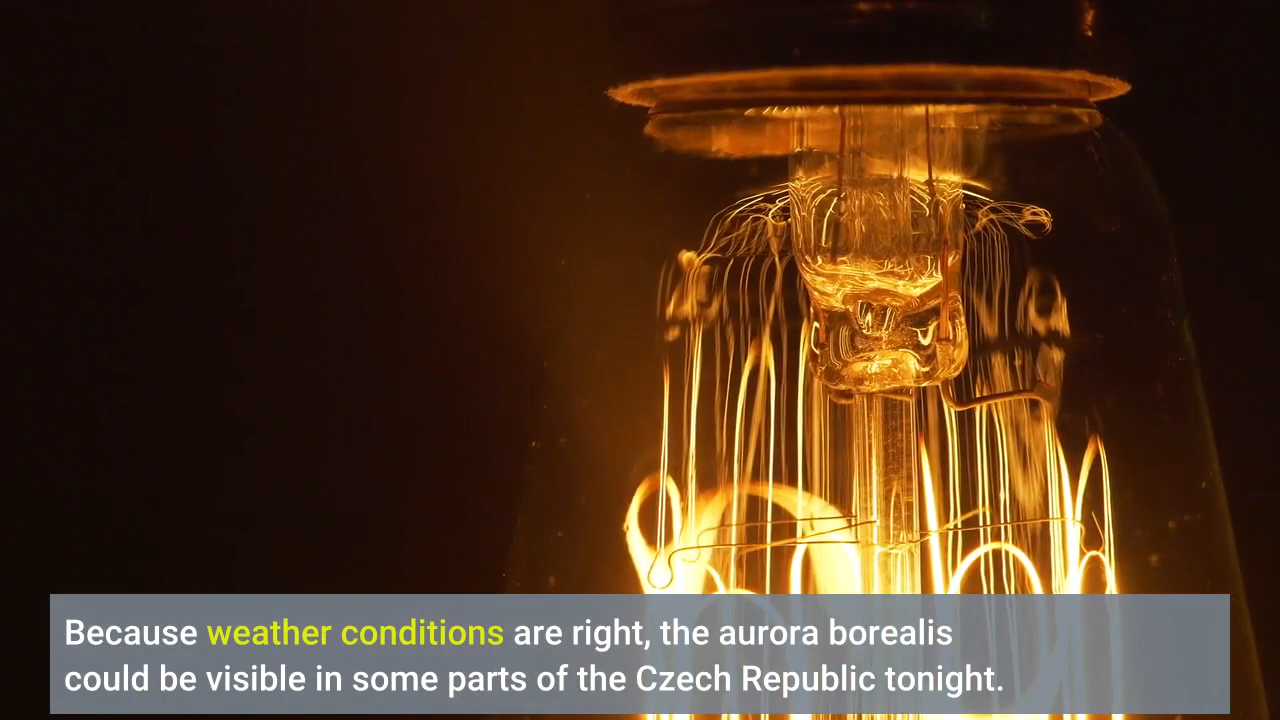 Because weather conditions are right, the aurora borealis
could be visible in some parts of the Czech Republic tonight.